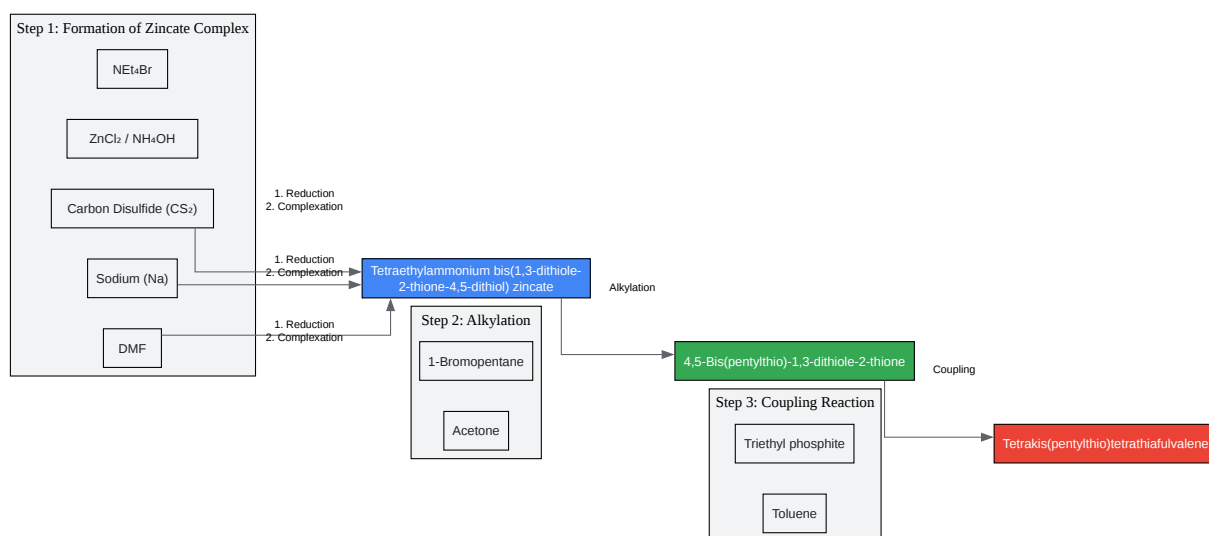 Step 1: Formation of Zincate Complex
NEt₄Br
ZnCl₂ / NH₄OH
Carbon Disulfide (CS₂)
Sodium (Na)
DMF
1. Reduction
2. Complexation
1. Reduction
2. Complexation
1. Reduction
2. Complexation
Tetraethylammonium bis(1,3-dithiole-
2-thione-4,5-dithiol) zincate
Alkylation
Step 2: Alkylation
1-Bromopentane
Acetone
4,5-Bis(pentylthio)-1,3-dithiole-2-thione
Coupling
Step 3: Coupling Reaction
Triethyl phosphite
Toluene
Tetrakis(pentylthio)tetrathiafulvalene